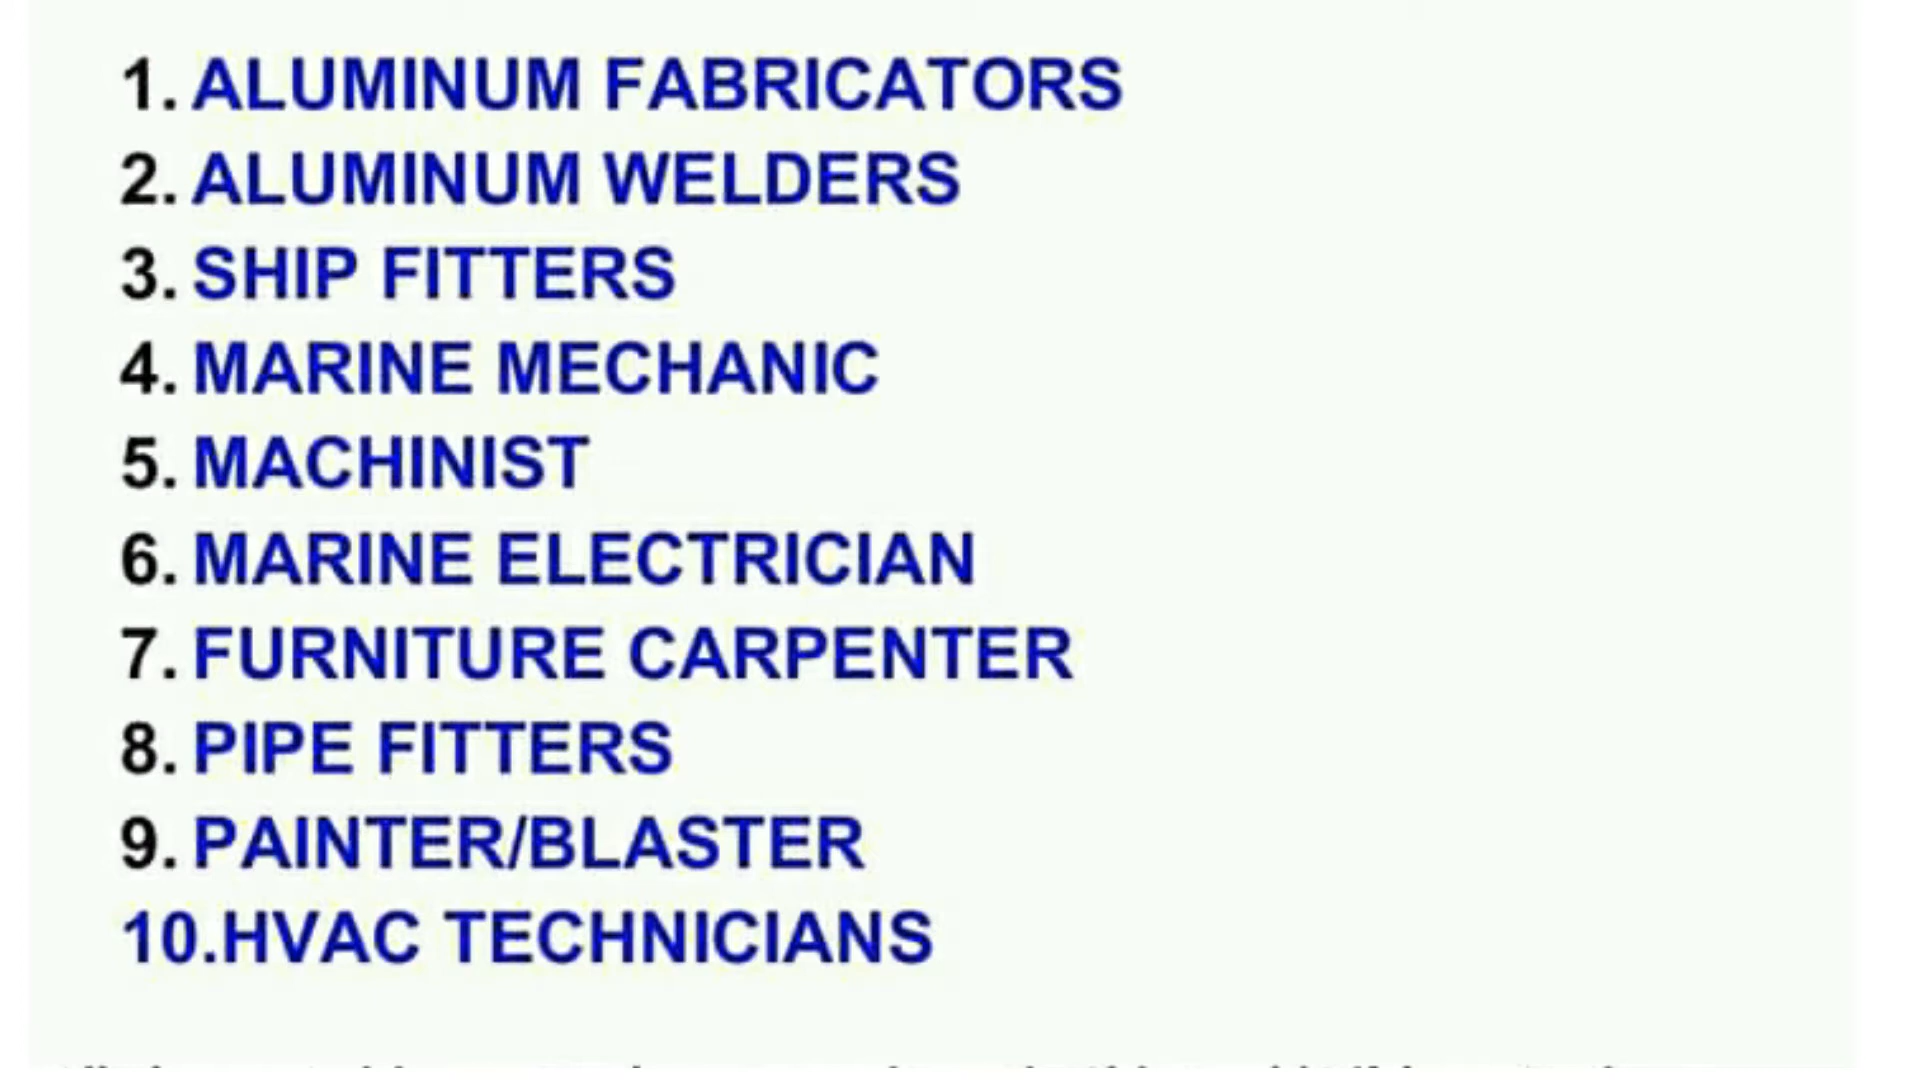 1. ALUMINUM FABRICATORS
2. ALUMINUM WELDERS
3. SHIP FITTERS
4. MARINE MECHANIC
5. MACHINIST
6. MARINE ELECTRICIAN
7. FURNITURE CARPENTER
8. PIPE FITTERS
9. PAINTER/BLASTER
10.HVAC TECHNICIANS